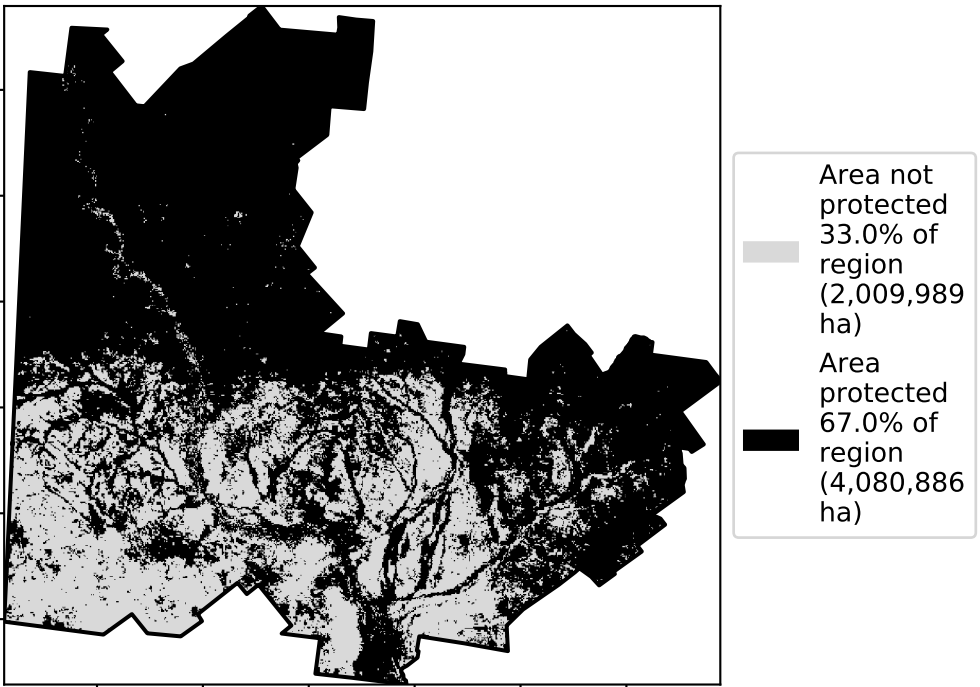 Area not
protected
33.0% of
region
(2,009,989
ha)
Area
protected
67.0% of
region
(4,080,886
ha)